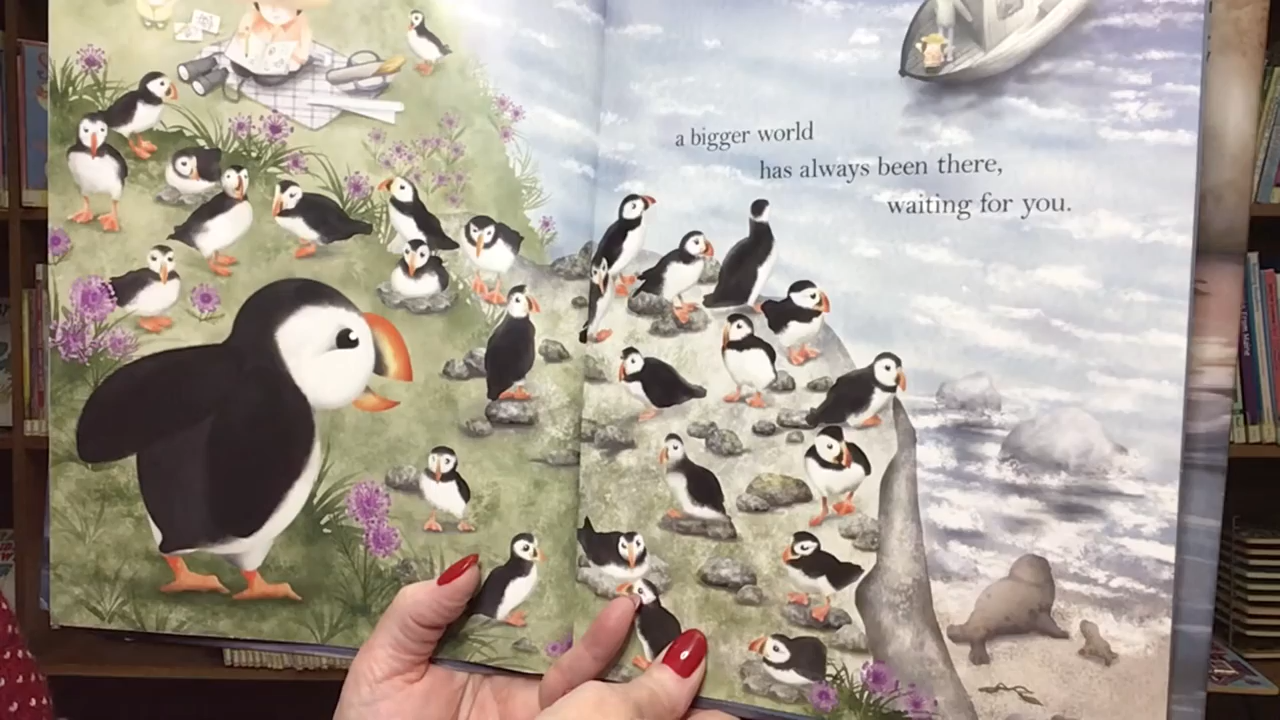 a bigger world
has always been there,
waiting for you.